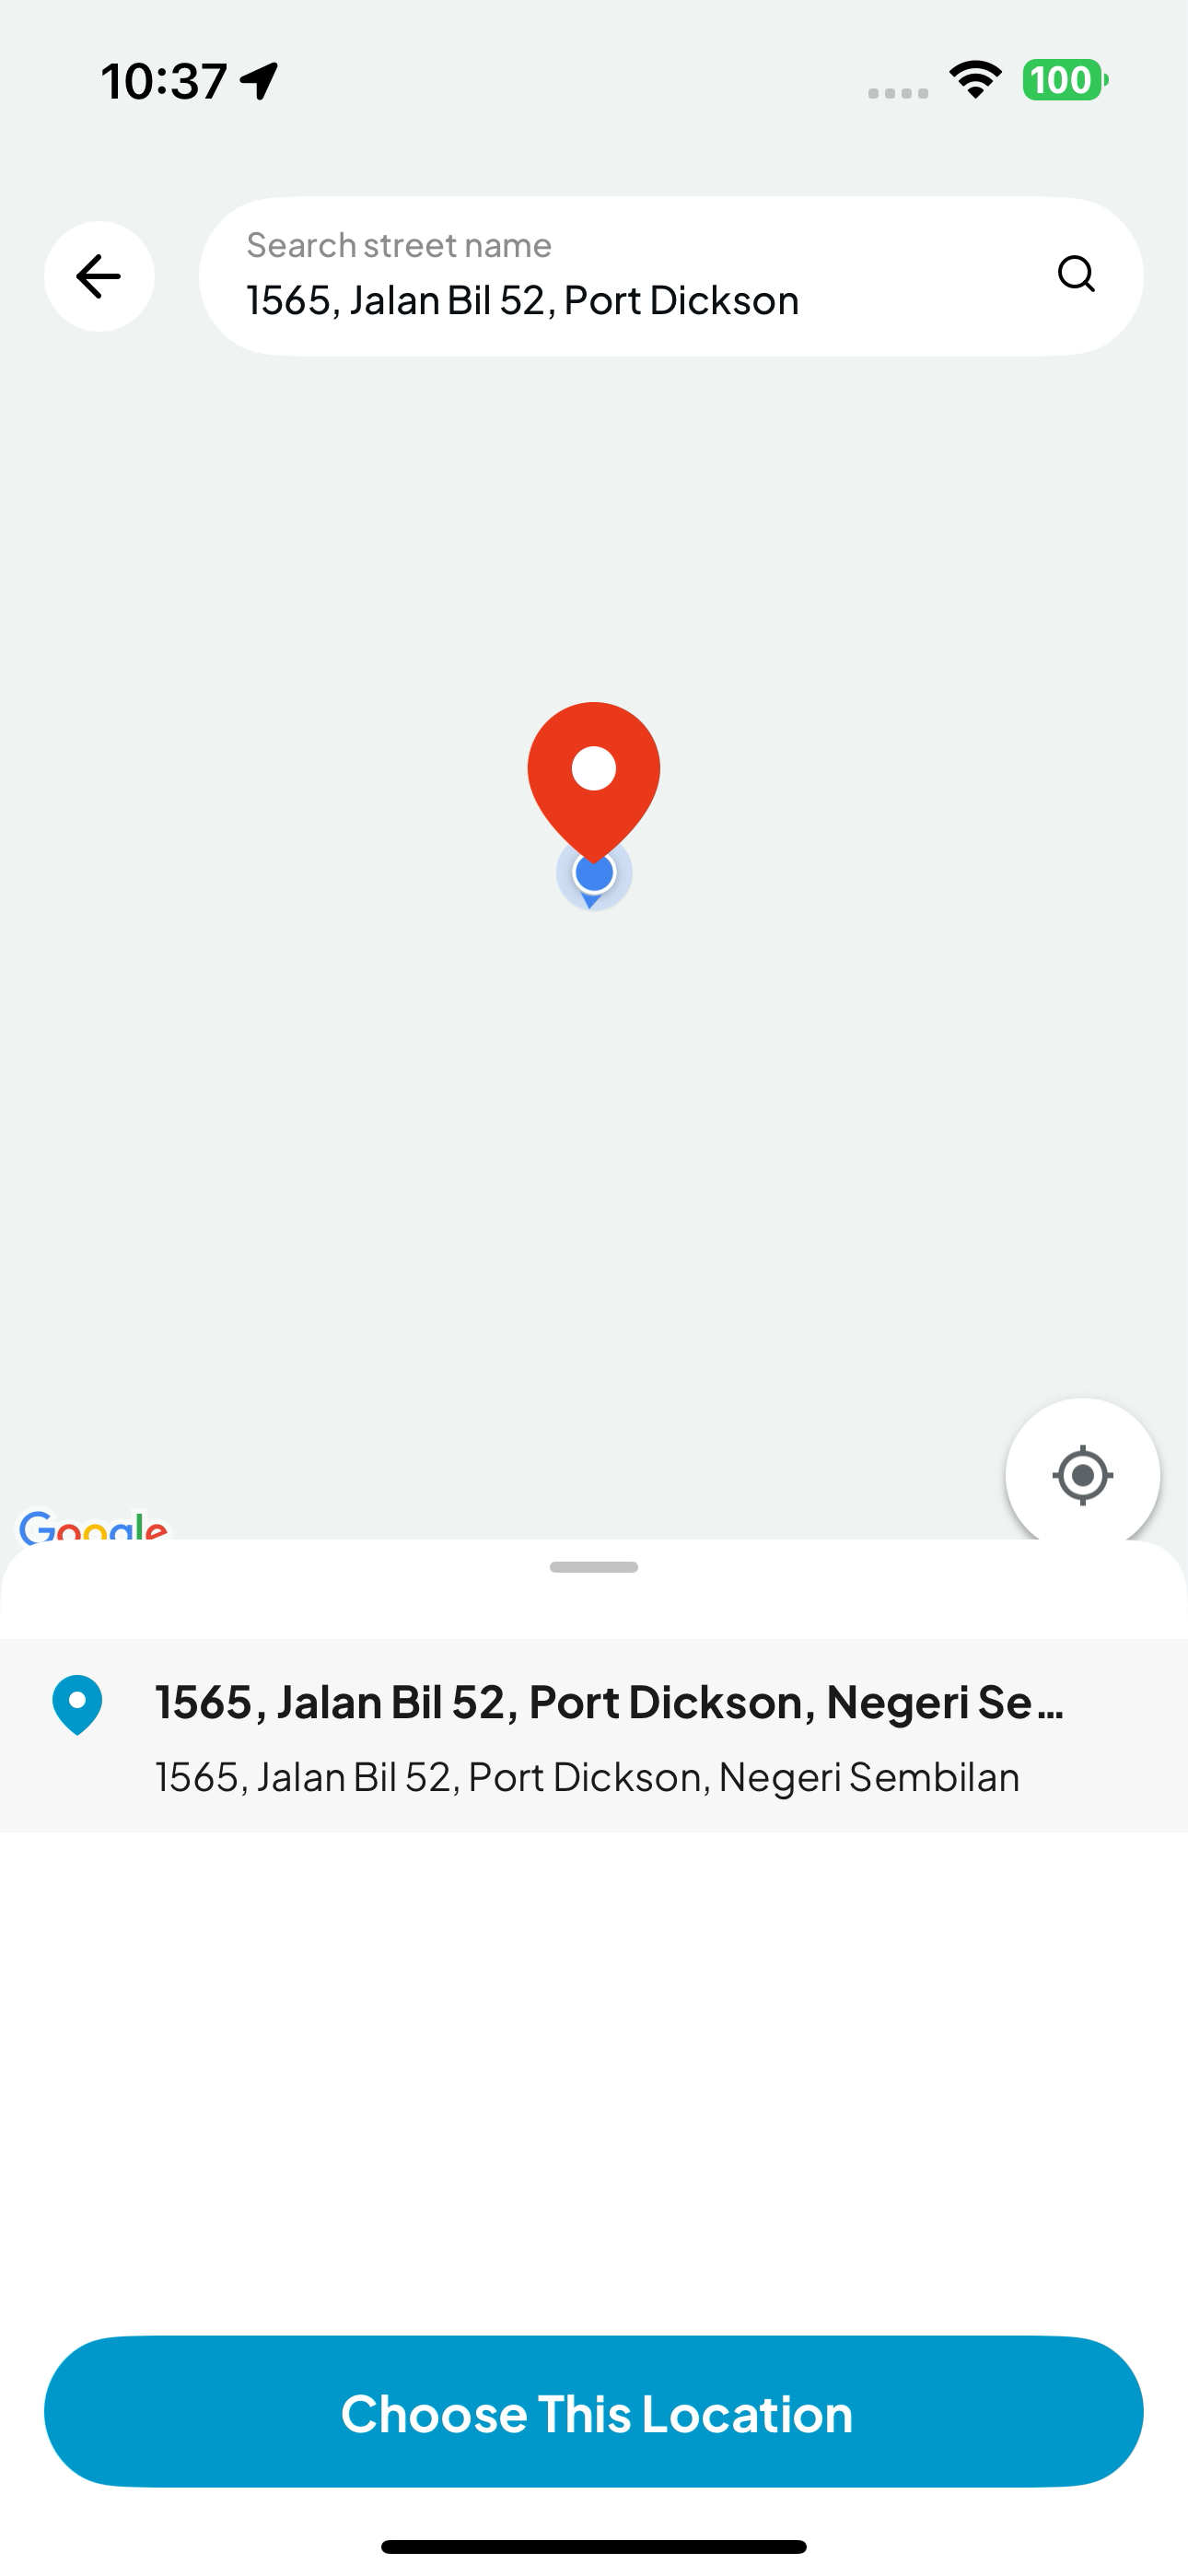 10:37
100
Search street name
1565, Jalan Bil 52, Port Dickson
Google
1565, Jalan Bil 52, Port Dickson, Negeri Se...
1565, Jalan Bil 52, Port Dickson, Negeri Sembilan
Choose This Location